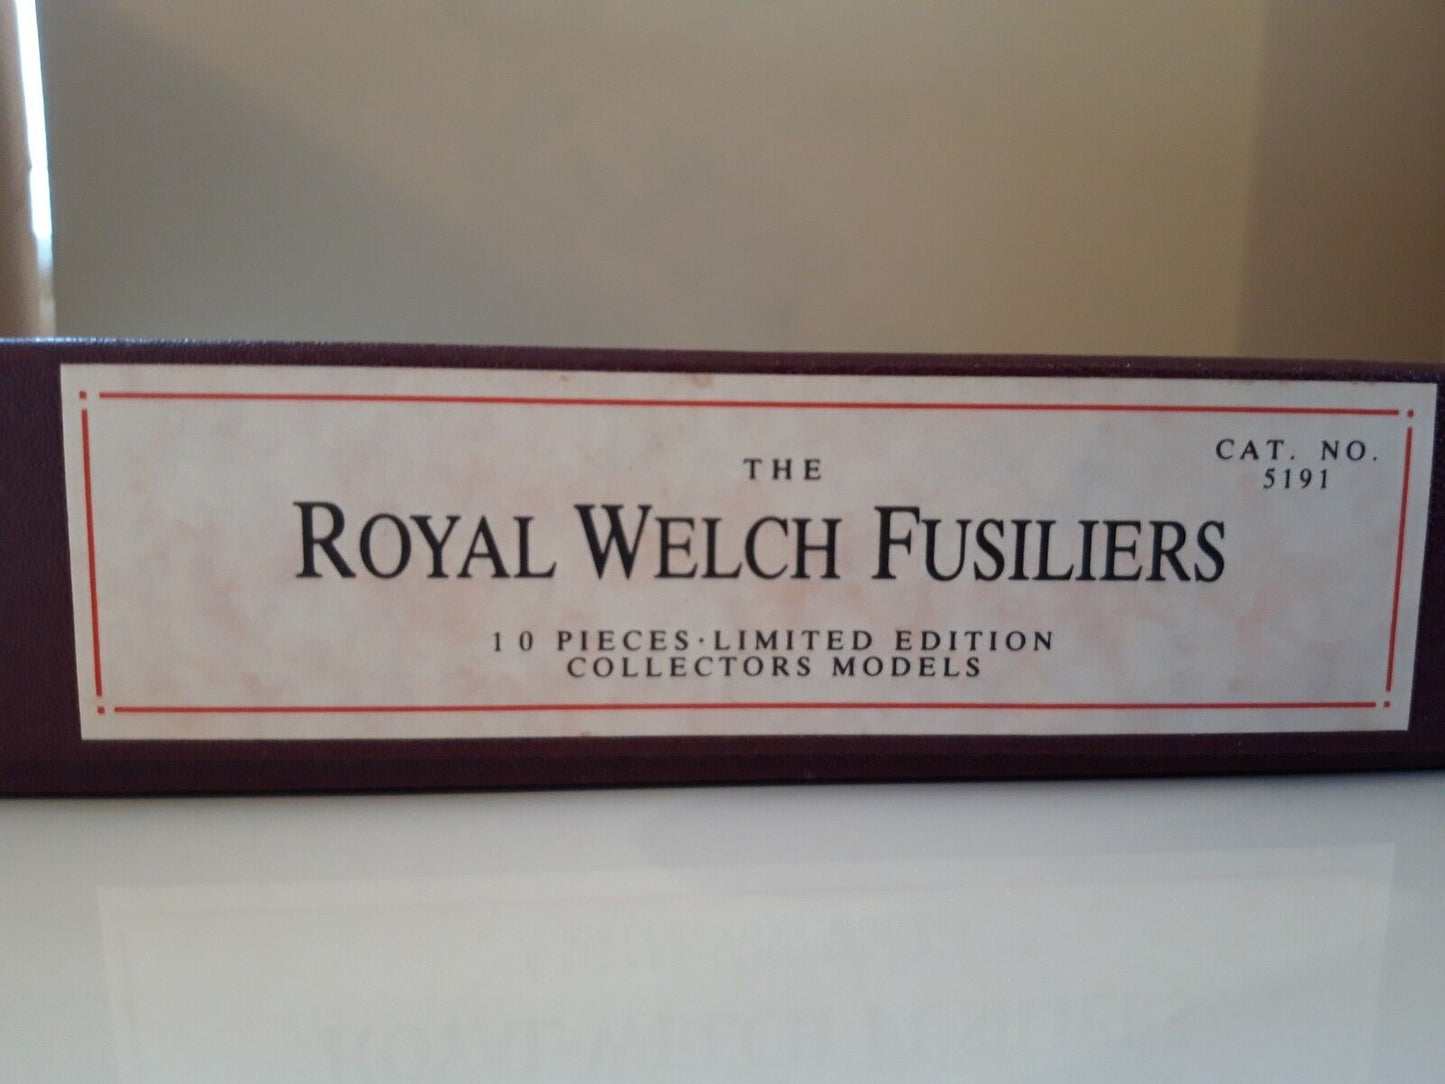 CAT. NO.
5191
THE
ROYAL WELCH FUSILIERS
10 PIECES·LIMITED EDITION
COLLECTORS MODELS